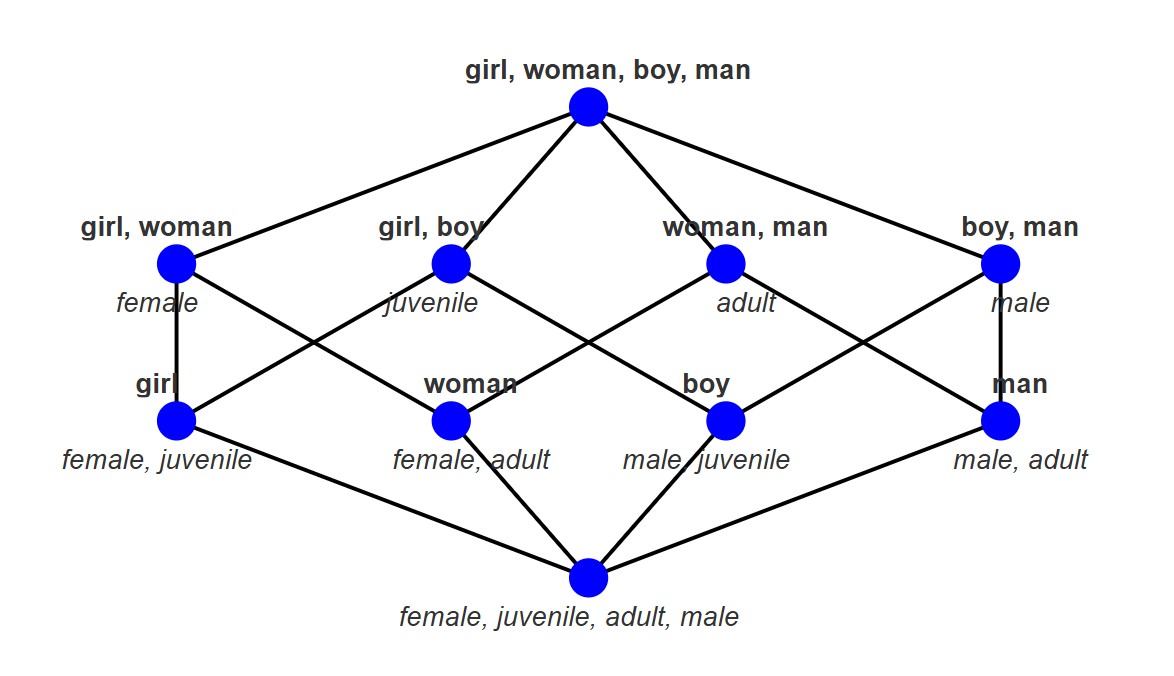 girl, woman, boy, man
girl, woman
girl, boy
woman, man
boy, man
female
juvenile
adult
male
girl
woman
boy
man
female, juvenile
female, adult
male, juvenile
male, adult
female, juvenile, adult, male